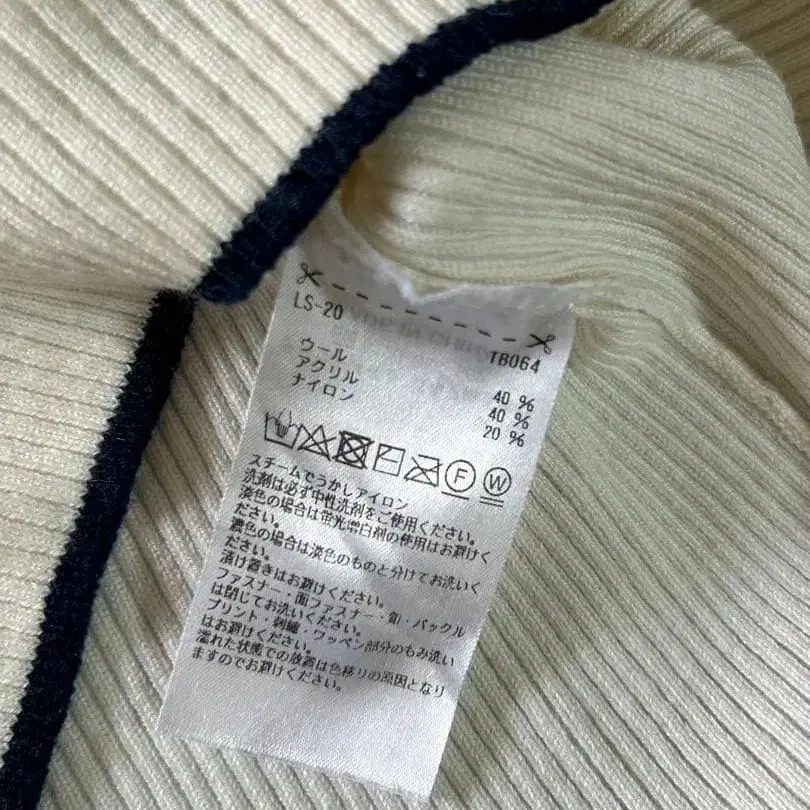 LS-20
TB064
ウール 40 %
アクリル 40 %
ナイロン 20 %
F W
スチームでうかしアイロン
洗剤は必ず中性洗剤をご使用ください。
淡色の場合は蛍光増白剤の使用はお避けく
ださい。
濃色の場合は淡色のものと分けてお洗いく
ださい。
漬け置きはお避けください。
ファスナー・面ファスナー・釦・バックル
は閉じてお洗いください。
プリント・刺繍・ワッペン部分のもみ洗い
はお避けください。
濡れた状態での放置は色移りの原因となり
ますのでお避けください。